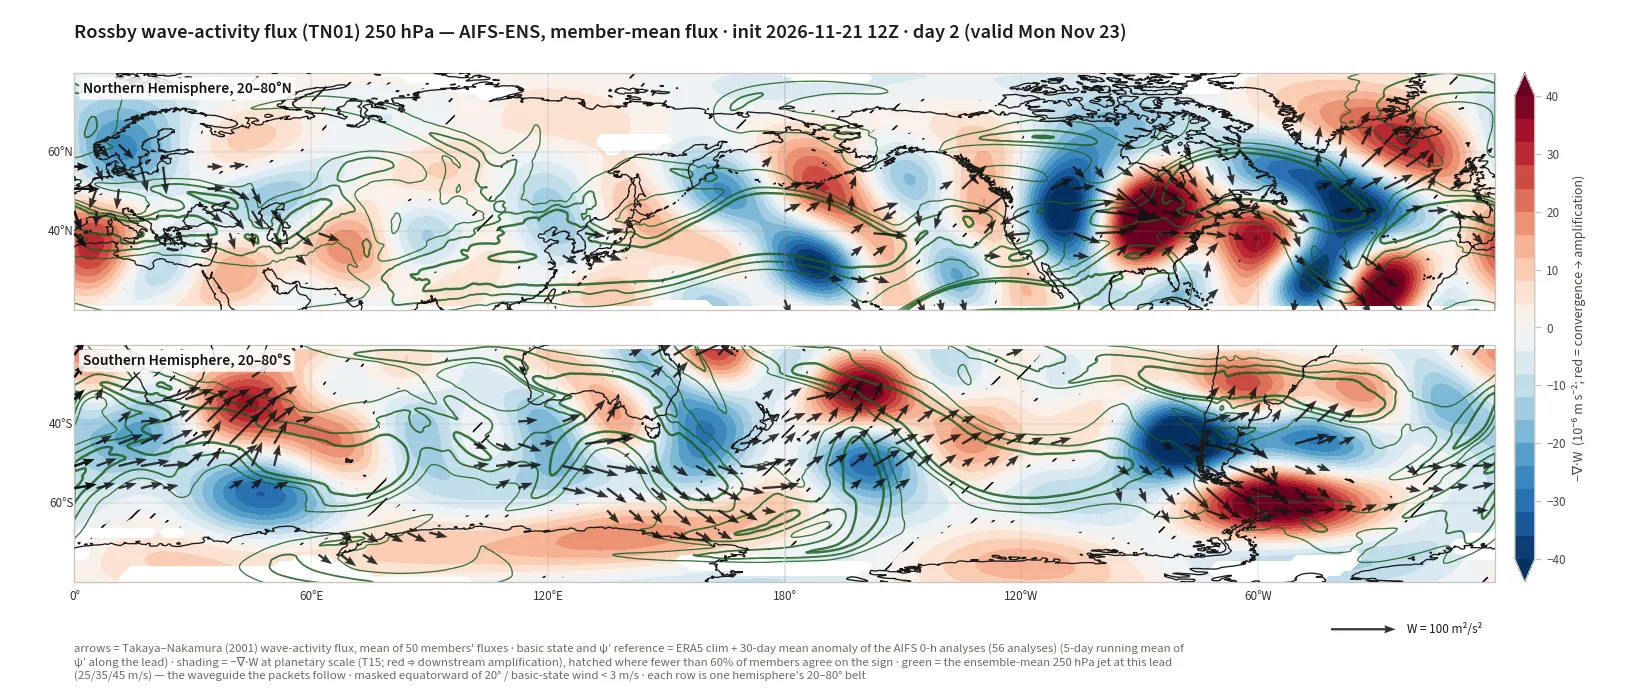 Rossby wave-activity flux (TN01) 250 hPa — AIFS-ENS, member-mean flux · init 2026-11-21 12Z · day 2 (valid Mon Nov 23)
Northern Hemisphere, 20–80°N
60°N
40°N
Southern Hemisphere, 20–80°S
40°S
60°S
0°
60°E
120°E
180°
120°W
60°W
40
30
20
10
0
−10
−20
−30
−40
−∇·W (10⁻⁶ m s⁻²; red = convergence → amplification)
W = 100 m²/s²
arrows = Takaya–Nakamura (2001) wave-activity flux, mean of 50 members' fluxes · basic state and ψ' reference = ERA5 clim + 30-day mean anomaly of the AIFS 0-h analyses (56 analyses) (5-day running mean of
ψ' along the lead) · shading = −∇·W at planetary scale (T15; red ⇒ downstream amplification), hatched where fewer than 60% of members agree on the sign · green = the ensemble-mean 250 hPa jet at this lead
(25/35/45 m/s) — the waveguide the packets follow · masked equatorward of 20° / basic-state wind < 3 m/s · each row is one hemisphere's 20–80° belt